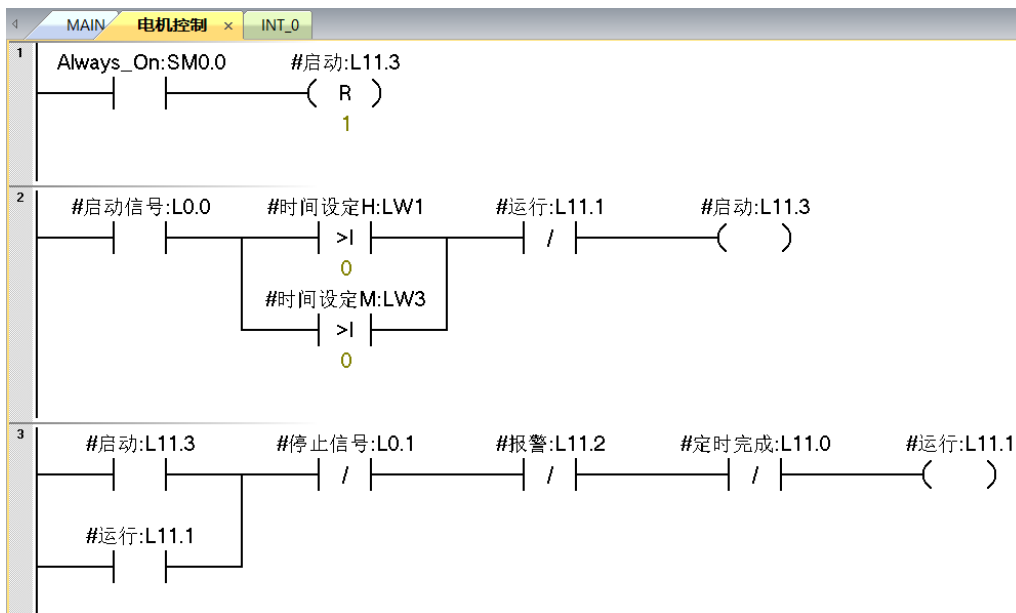 MAIN 电机控制 × INT_0
1
Always_On:SM0.0 #启动:L11.3
R
1
2
#启动信号:L0.0 #时间设定H:LW1 #运行:L11.1 #启动:L11.3
>I /
0
#时间设定M:LW3
>I
0
3
#启动:L11.3 #停止信号:L0.1 #报警:L11.2 #定时完成:L11.0 #运行:L11.1
/ / /
#运行:L11.1